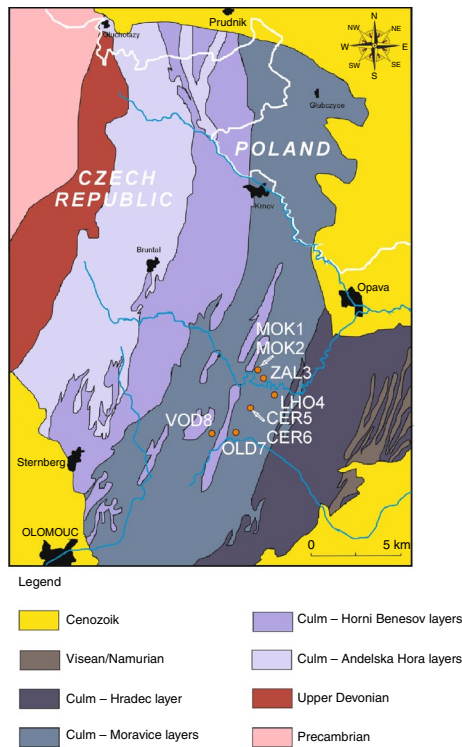 Prudnik
Glucholazy
N
NW
NE
W
E
SW
SE
S
Glubczyce
POLAND
CZECH
REPUBLIC
Krnov
Bruntal
Opava
MOK1
MOK2
ZAL3
LHO4
CER5
VOD8
CER6
OLD7
Sternberg
OLOMOUC
0
5 km
Legend
Cenozoik
Culm – Horni Benesov layers
Visean/Namurian
Culm – Andelska Hora layers
Culm – Hradec layer
Upper Devonian
Culm – Moravice layers
Precambrian